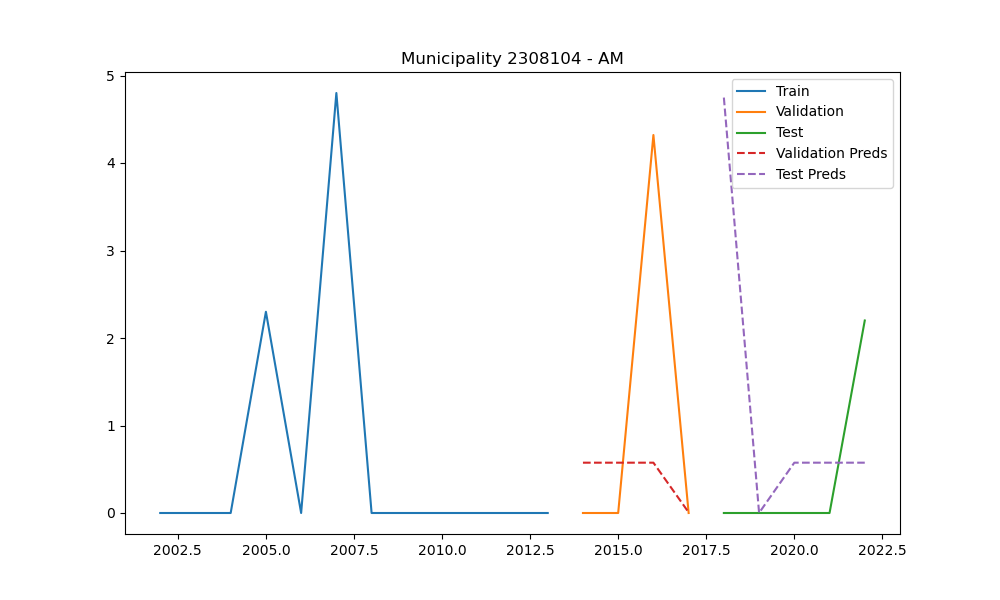 Municipality 2308104 - AM
5
4
3
2
1
0
Train
Validation
Test
Validation Preds
Test Preds
2002.5 2005.0 2007.5 2010.0 2012.5 2015.0 2017.5 2020.0 2022.5